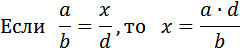 Если a/b = x/d, то x = a · d/b